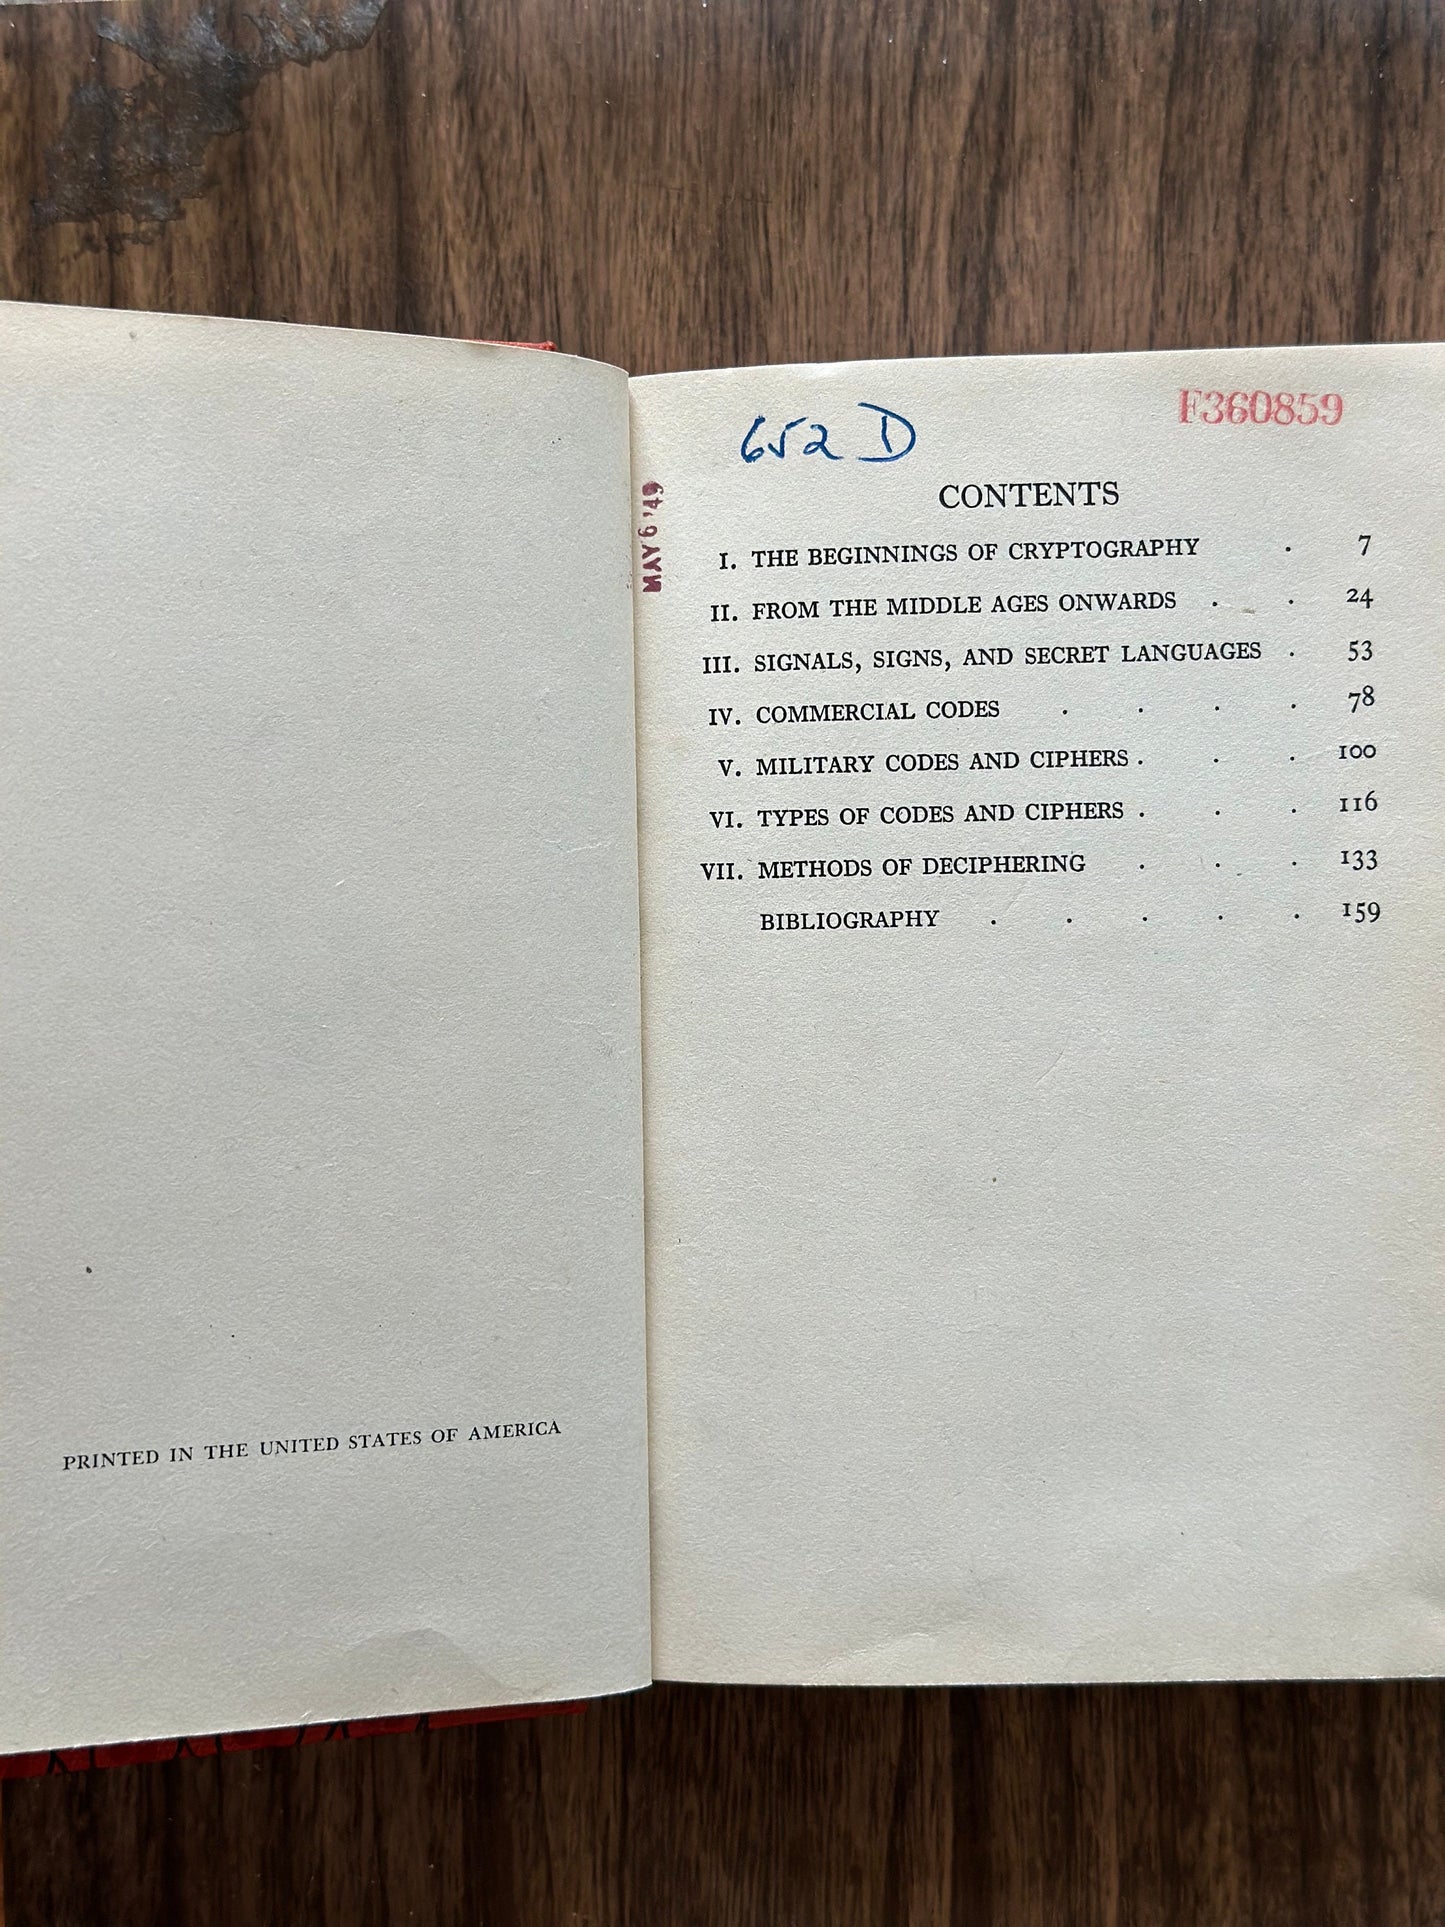 PRINTED IN THE UNITED STATES OF AMERICA
652 D
F360859
MAY 6 '49
CONTENTS
I. THE BEGINNINGS OF CRYPTOGRAPHY . 7
II. FROM THE MIDDLE AGES ONWARDS . . 24
III. SIGNALS, SIGNS, AND SECRET LANGUAGES . 53
IV. COMMERCIAL CODES . . . . 78
V. MILITARY CODES AND CIPHERS . . . 100
VI. TYPES OF CODES AND CIPHERS . . . 116
VII. METHODS OF DECIPHERING . . . 133
BIBLIOGRAPHY . . . . . 159